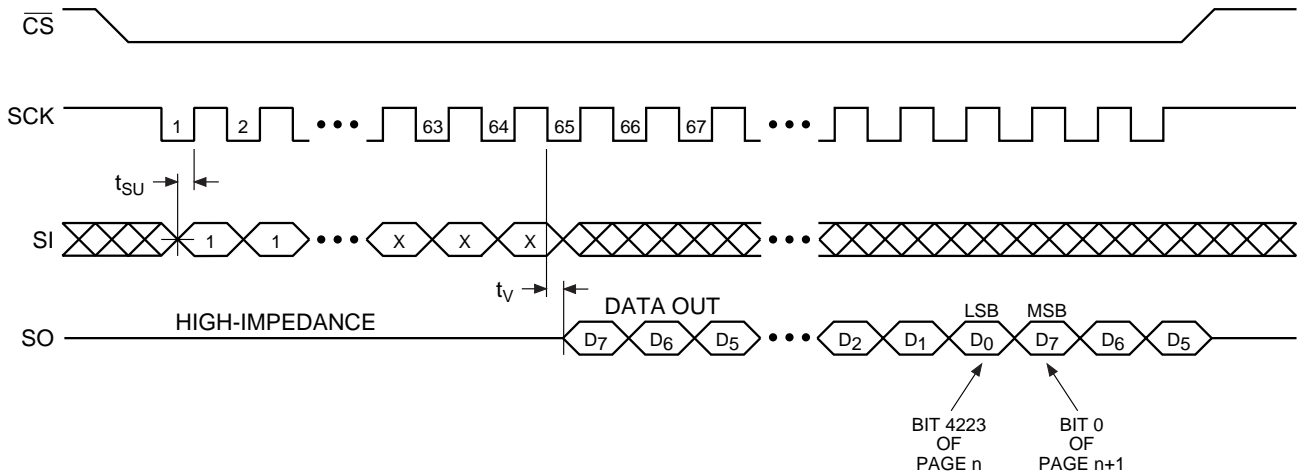 CS
SCK 1 2 ••• 63 64 65 66 67 •••
tSU
SI 1 1 ••• X X X •••
tV
HIGH-IMPEDANCE DATA OUT LSB MSB
SO D7 D6 D5 ••• D2 D1 D0 D7 D6 D5
BIT 4223
OF
PAGE n
BIT 0
OF
PAGE n+1